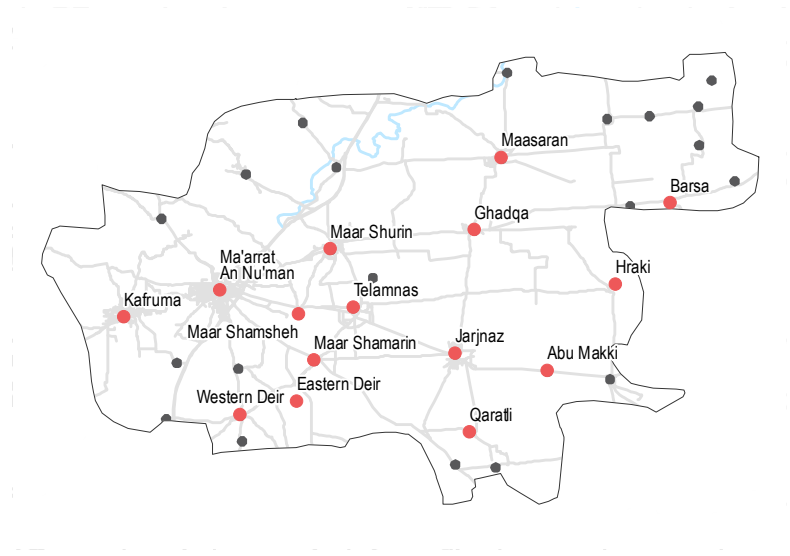 Maasaran
Barsa
Ghadqa
Maar Shurin
Ma'arrat
An Nu'man
Hraki
Telamnas
Kafruma
Maar Shamsheh
Maar Shamarin
Jarjnaz
Abu Makki
Eastern Deir
Western Deir
Qaratli